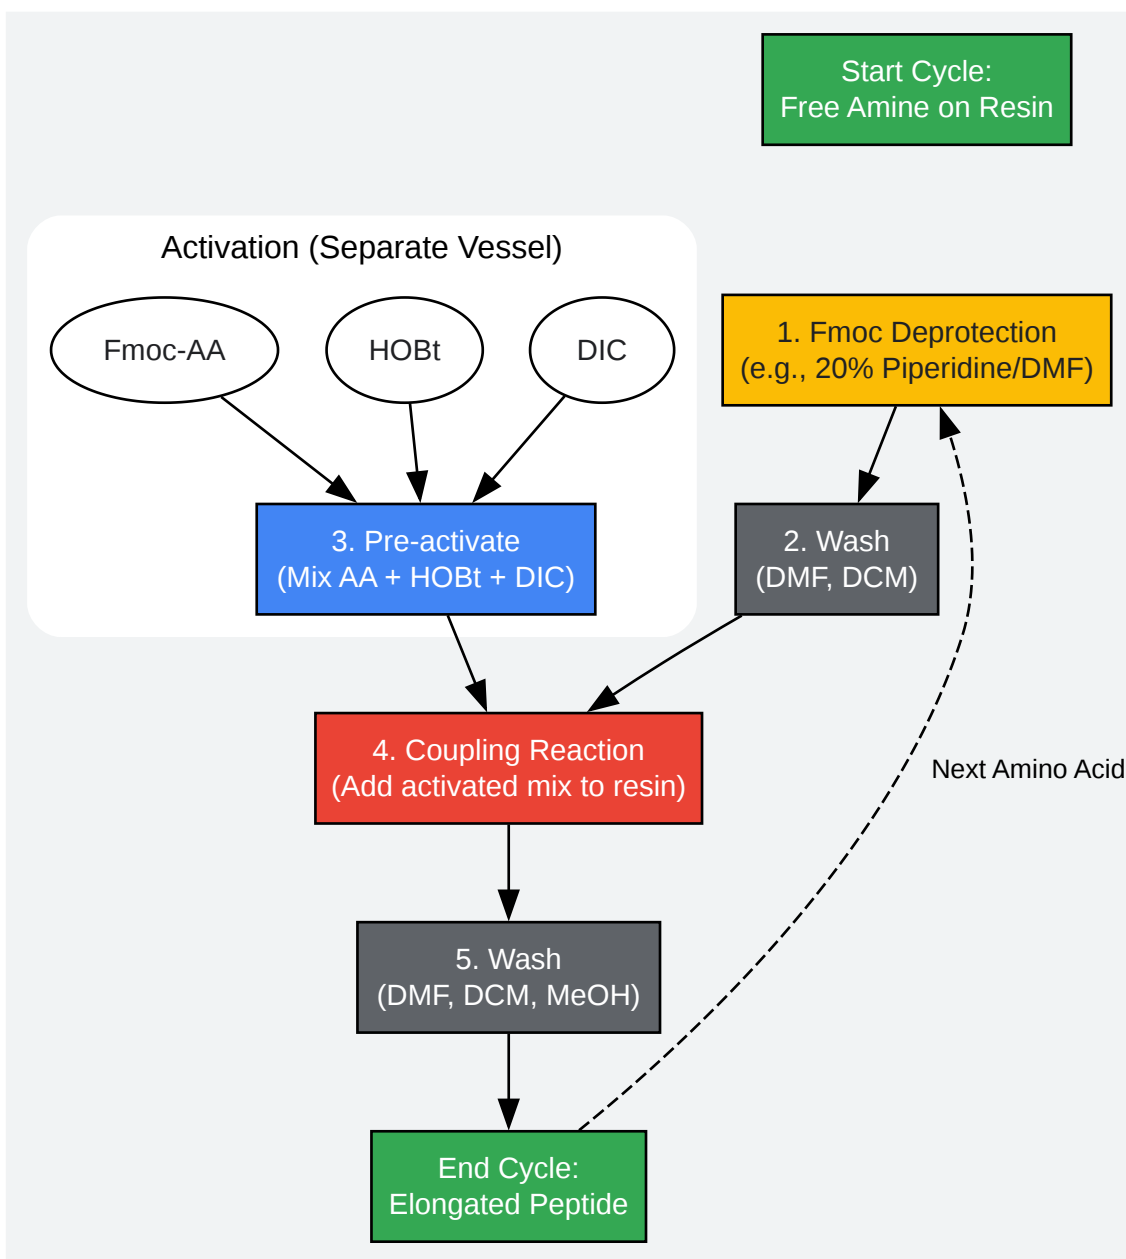 Start Cycle:
Free Amine on Resin
Activation (Separate Vessel)
Fmoc-AA
HOBt
DIC
1. Fmoc Deprotection
(e.g., 20% Piperidine/DMF)
3. Pre-activate
(Mix AA + HOBt + DIC)
2. Wash
(DMF, DCM)
4. Coupling Reaction
(Add activated mix to resin)
Next Amino Acid
5. Wash
(DMF, DCM, MeOH)
End Cycle:
Elongated Peptide